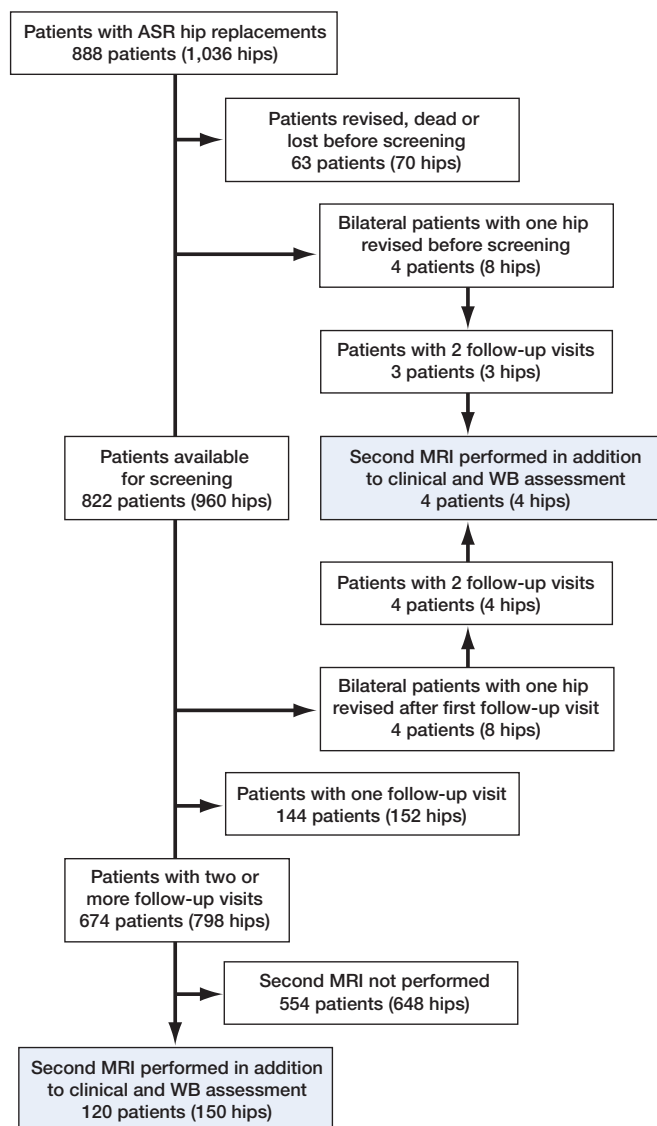 Patients with ASR hip replacements
888 patients (1,036 hips)
Patients revised, dead or
lost before screening
63 patients (70 hips)
Bilateral patients with one hip
revised before screening
4 patients (8 hips)
Patients with 2 follow-up visits
3 patients (3 hips)
Patients available
for screening
822 patients (960 hips)
Second MRI performed in addition
to clinical and WB assessment
4 patients (4 hips)
Patients with 2 follow-up visits
4 patients (4 hips)
Bilateral patients with one hip
revised after first follow-up visit
4 patients (8 hips)
Patients with one follow-up visit
144 patients (152 hips)
Patients with two or
more follow-up visits
674 patients (798 hips)
Second MRI not performed
554 patients (648 hips)
Second MRI performed in addition
to clinical and WB assessment
120 patients (150 hips)